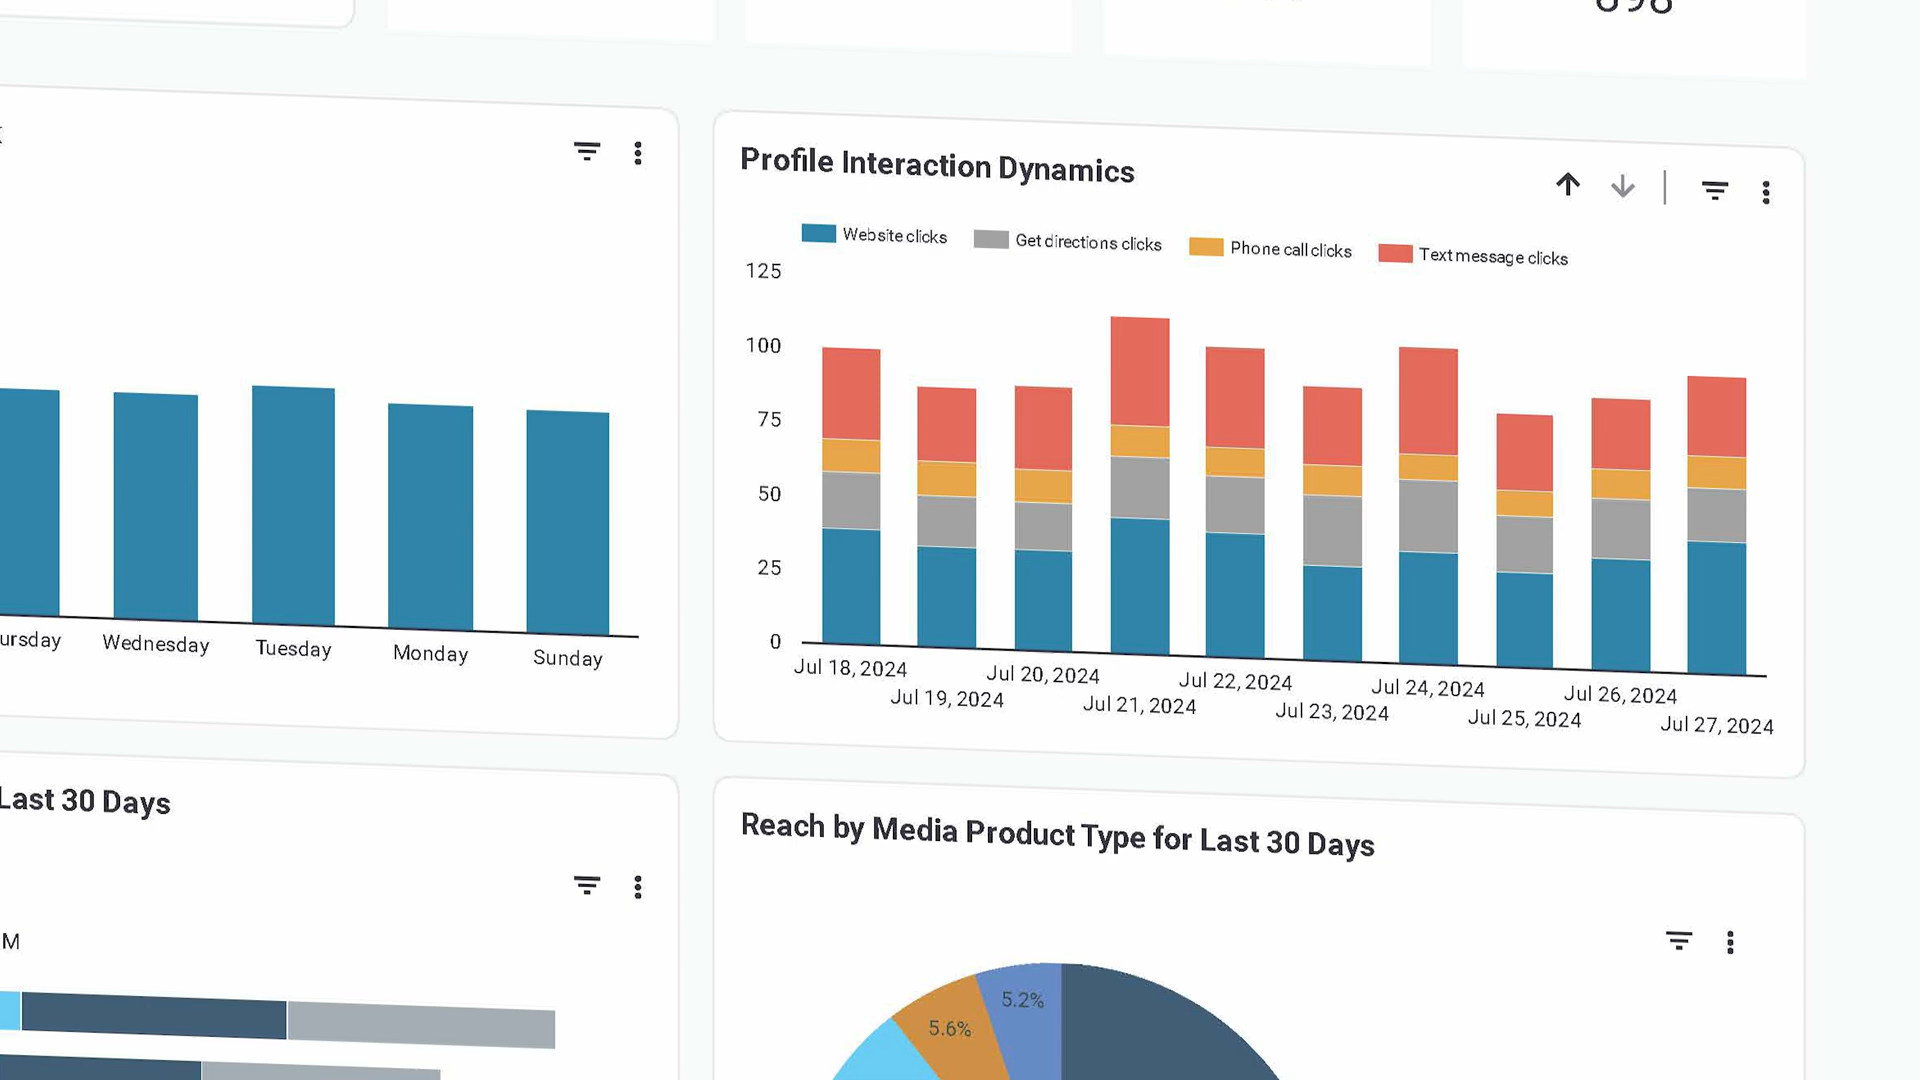 Profile Interaction Dynamics
Website clicks
Get directions clicks
Phone call clicks
Text message clicks
125
100
75
50
25
0
Jul 18, 2024
Jul 19, 2024
Jul 20, 2024
Jul 21, 2024
Jul 22, 2024
Jul 23, 2024
Jul 24, 2024
Jul 25, 2024
Jul 26, 2024
Jul 27, 2024
Wednesday
Tuesday
Monday
Sunday
Last 30 Days
M
Reach by Media Product Type for Last 30 Days
5.2%
5.6%